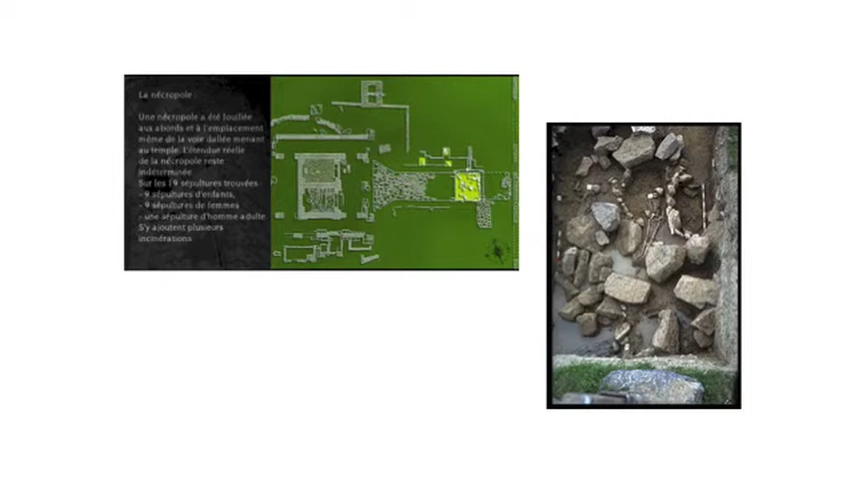 La nécropole :
Une nécropole a été fouillée
aux abords et à l'emplacement
même de la voie dallée menant
au temple. L'étendue réelle
de la nécropole reste
indéterminée
Sur les 19 sépultures trouvées
- 9 sépultures d'enfants,
- 9 sépultures de femmes
- une sépulture d'homme adulte
S'y ajoutent plusieurs
incinérations